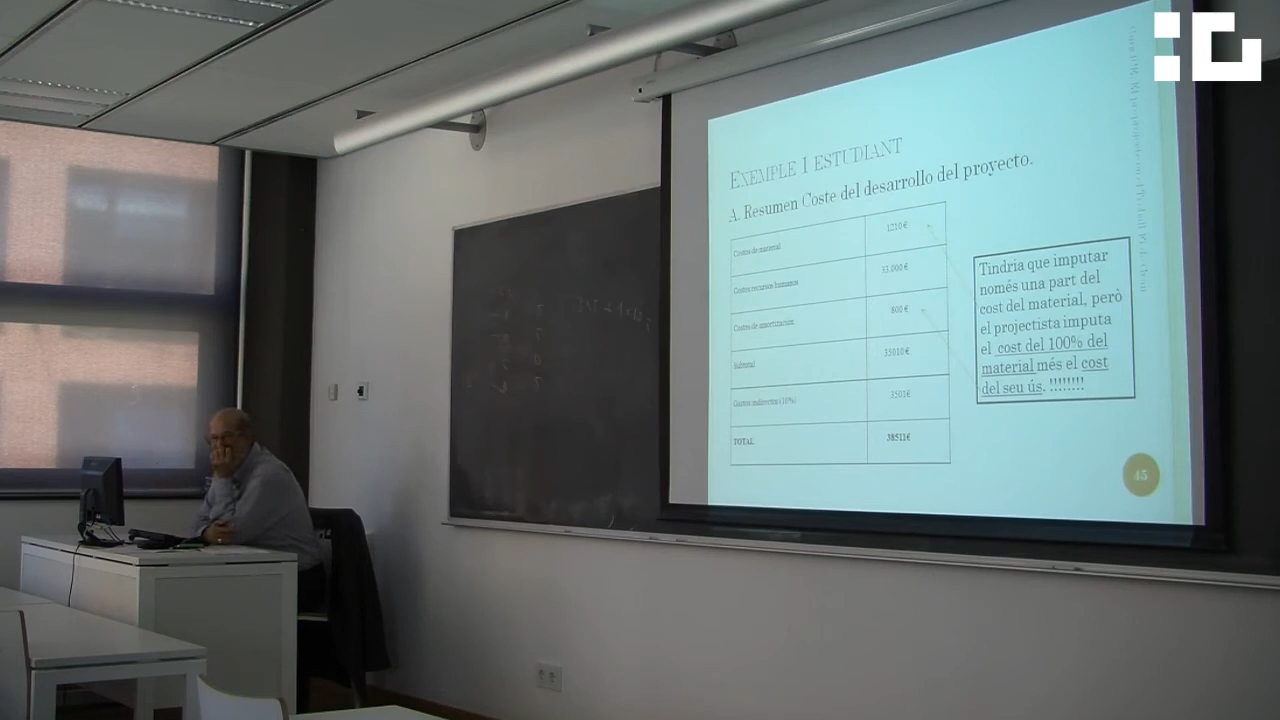 EXEMPLE 1 ESTUDIANT
A. Resumen Coste del desarrollo del proyecto.
Costes de material 1210 €
Costes recursos humanos 33.000 €
Costes de amortización 800 €
Subtotal 35010 €
Gastos indirectos (10%) 3501€
TOTAL 38511€
Tindria que imputar
només una part del
cost del material, però
el projectista imputa
el cost del 100% del
material més el cost
del seu ús. !!!!!!!!
45